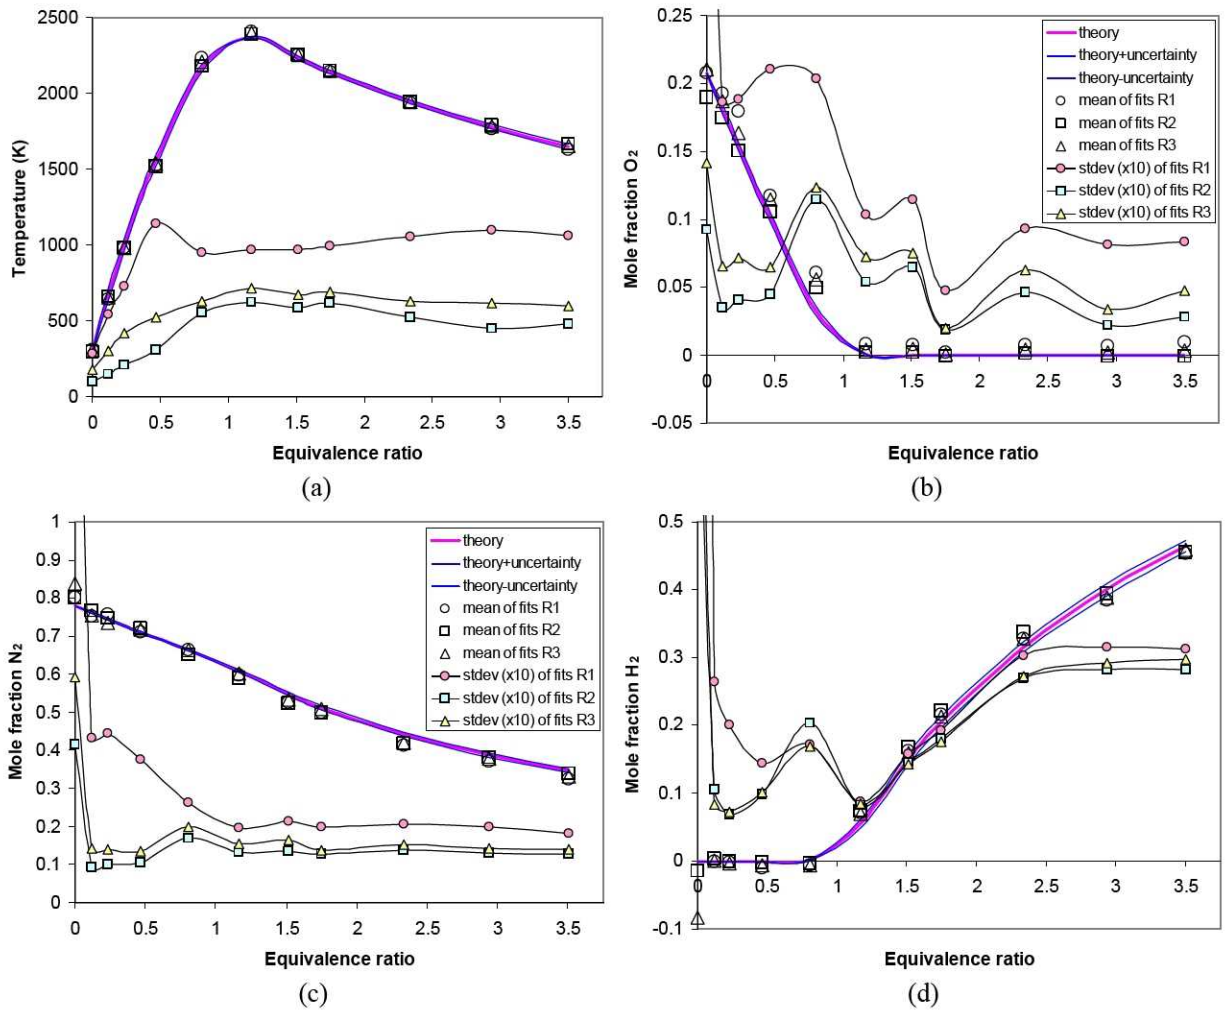 2500
2000
1500
1000
500
0
Temperature (K)
0 0.5 1 1.5 2 2.5 3 3.5
Equivalence ratio
(a)
0.25
0.2
0.15
0.1
0.05
0
-0.05
Mole fraction O2
theory
theory+uncertainty
theory-uncertainty
mean of fits R1
mean of fits R2
mean of fits R3
stdev (x10) of fits R1
stdev (x10) of fits R2
stdev (x10) of fits R3
0 0.5 1 1.5 2 2.5 3 3.5
Equivalence ratio
(b)
1
0.9
0.8
0.7
0.6
0.5
0.4
0.3
0.2
0.1
0
Mole fraction N2
theory
theory+uncertainty
theory-uncertainty
mean of fits R1
mean of fits R2
mean of fits R3
stdev (x10) of fits R1
stdev (x10) of fits R2
stdev (x10) of fits R3
0 0.5 1 1.5 2 2.5 3 3.5
Equivalence ratio
(c)
0.5
0.4
0.3
0.2
0.1
0
-0.1
Mole fraction H2
0 0.5 1 1.5 2 2.5 3 3.5
Equivalence ratio
(d)